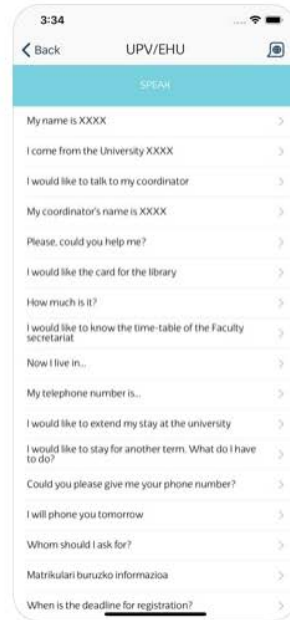 3:34
Back
UPV/EHU
SPEAK
My name is XXXX
I come from the University XXXX
I would like to talk to my coordinator
My coordinator's name is XXXX
Please, could you help me?
I would like the card for the library
How much is it?
I would like to know the time-table of the Faculty
secretariat
Now I live in...
My telephone number is...
I would like to extend my stay at the university
I would like to stay for another term. What do I have
to do?
Could you please give me your phone number?
I will phone you tomorrow
Whom should I ask for?
Matrikulari buruzko informazioa
When is the deadline for registration?